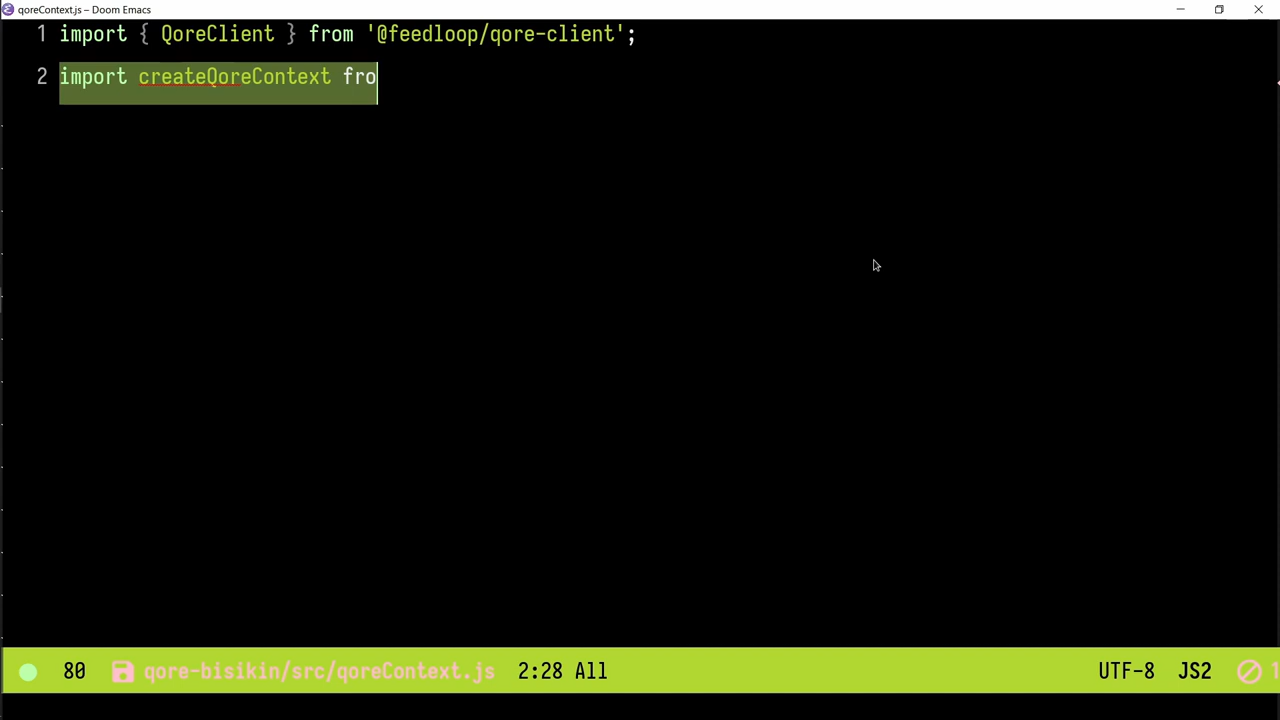 qoreContext.js – Doom Emacs
1 import { QoreClient } from '@feedloop/qore-client';
2 import createQoreContext fro
80 qore-bisikin/src/qoreContext.js 2:28 All UTF-8 JS2 1